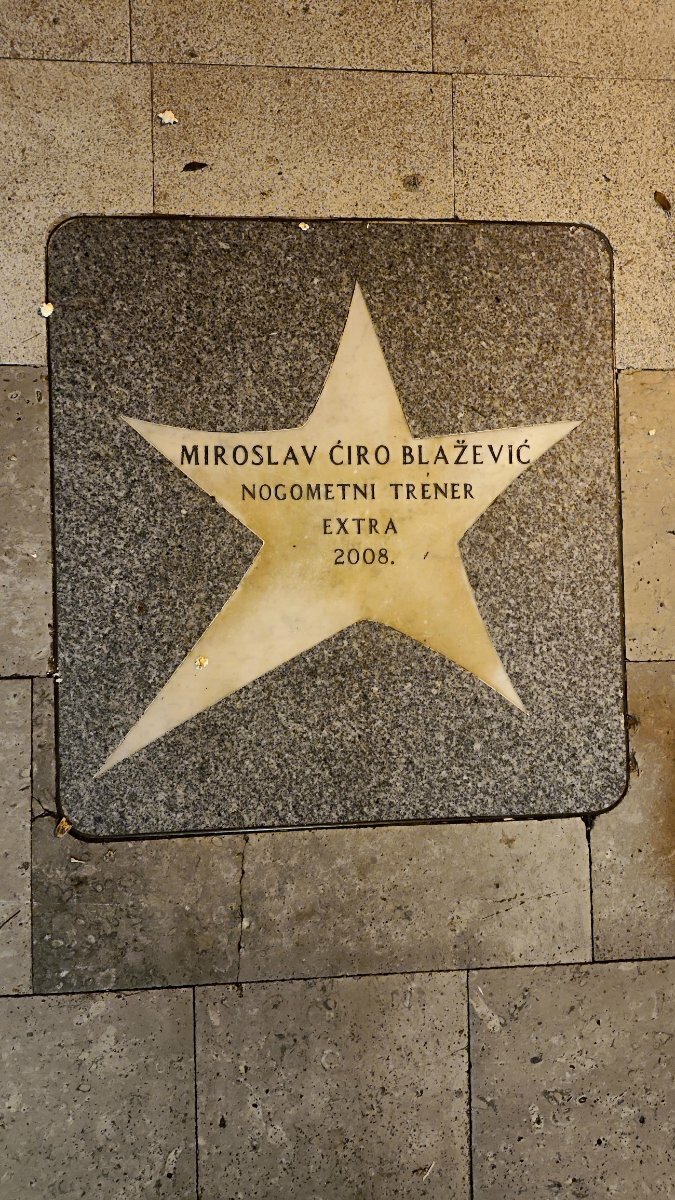 MIROSLAV ĆIRO BLAŽEVIĆ
NOGOMETNI TRENER
EXTRA
2008.